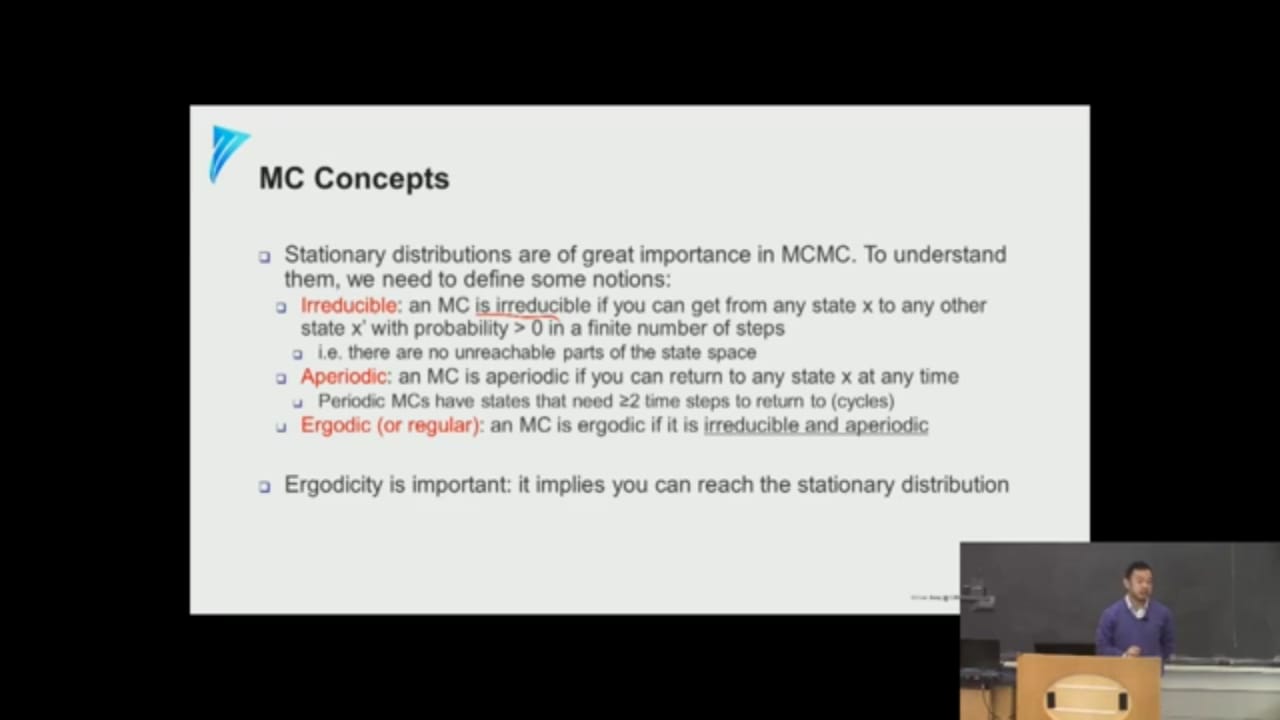 MC Concepts
Stationary distributions are of great importance in MCMC. To understand
them, we need to define some notions:
Irreducible: an MC is irreducible if you can get from any state x to any other
state x' with probability > 0 in a finite number of steps
i.e. there are no unreachable parts of the state space
Aperiodic: an MC is aperiodic if you can return to any state x at any time
Periodic MCs have states that need ≥2 time steps to return to (cycles)
Ergodic (or regular): an MC is ergodic if it is irreducible and aperiodic
Ergodicity is important: it implies you can reach the stationary distribution